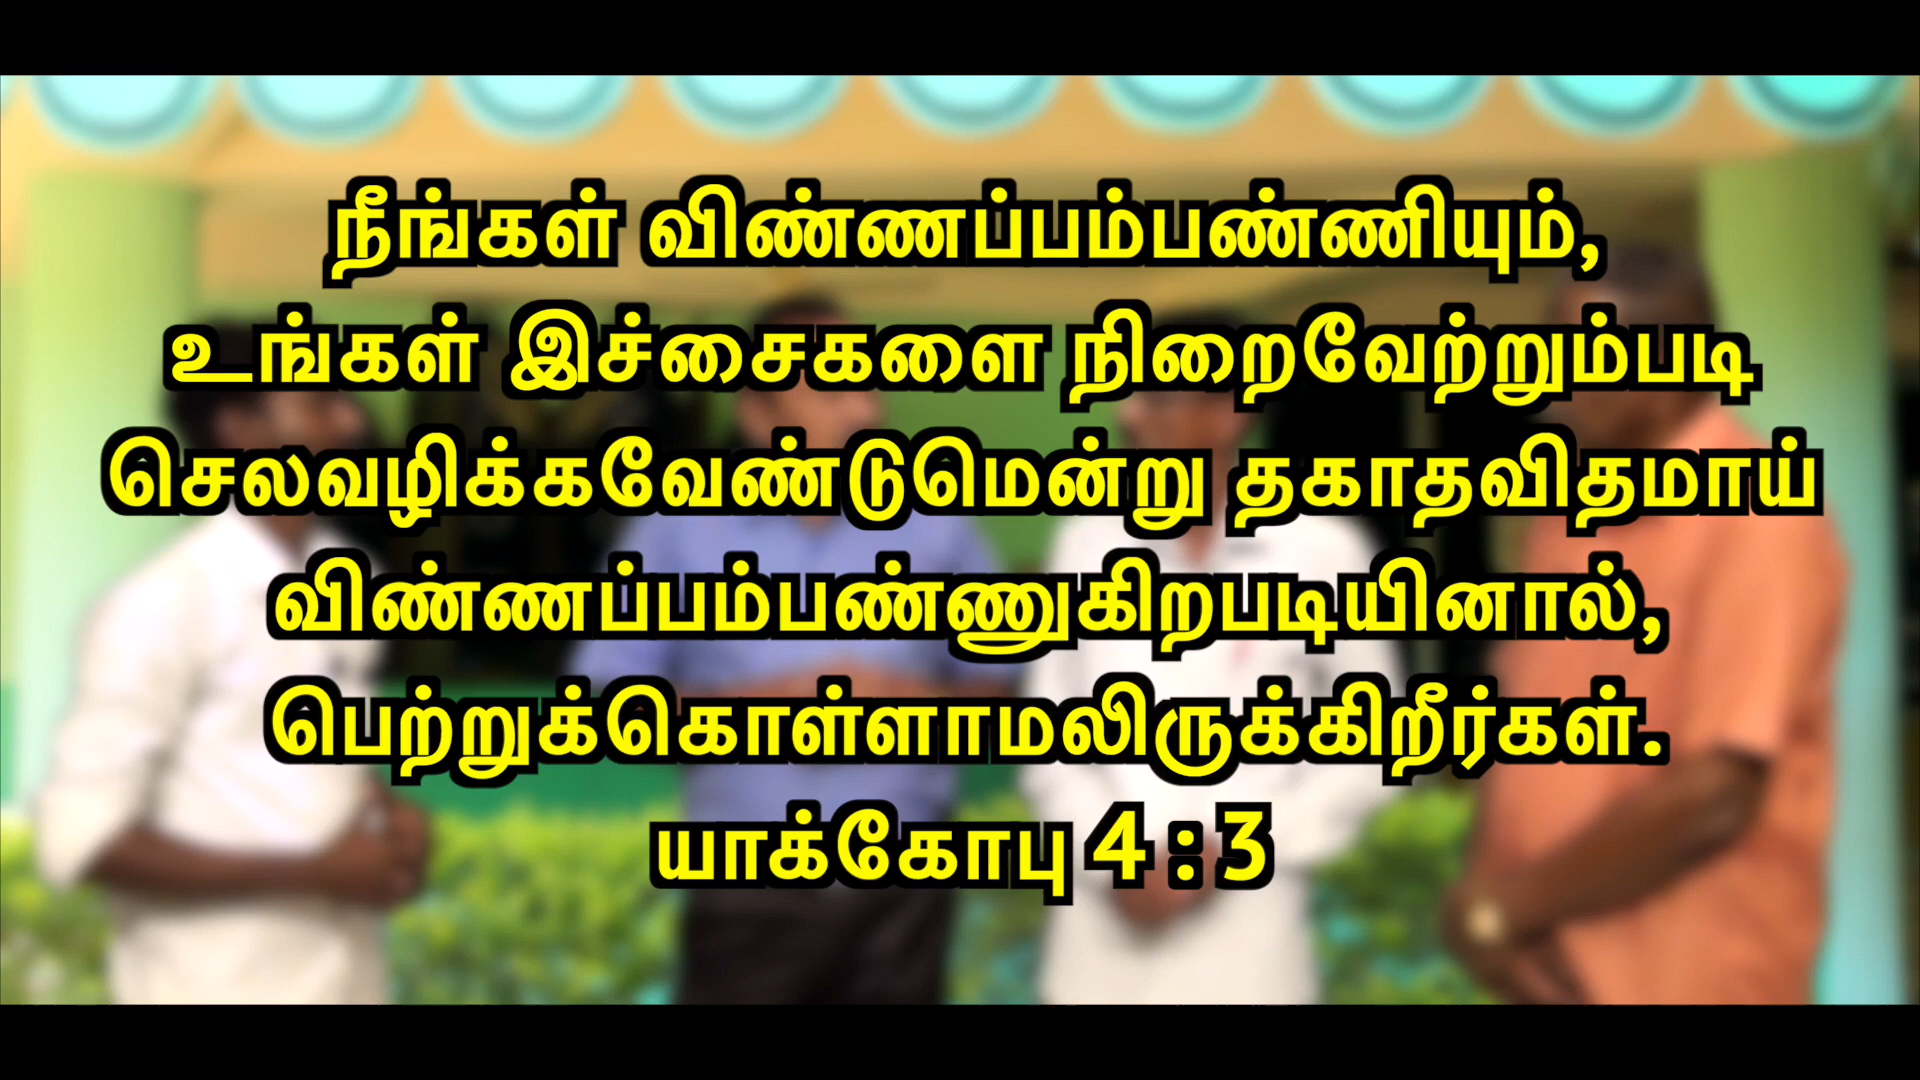 நீங்கள் விண்ணப்பம்பண்ணியும்,
உங்கள் இச்சைகளை நிறைவேற்றும்படி
செலவழிக்கவேண்டுமென்று தகாதவிதமாய்
விண்ணப்பம்பண்ணுகிறபடியினால்,
பெற்றுக்கொள்ளாமலிருக்கிறீர்கள்.
யாக்கோபு 4 : 3